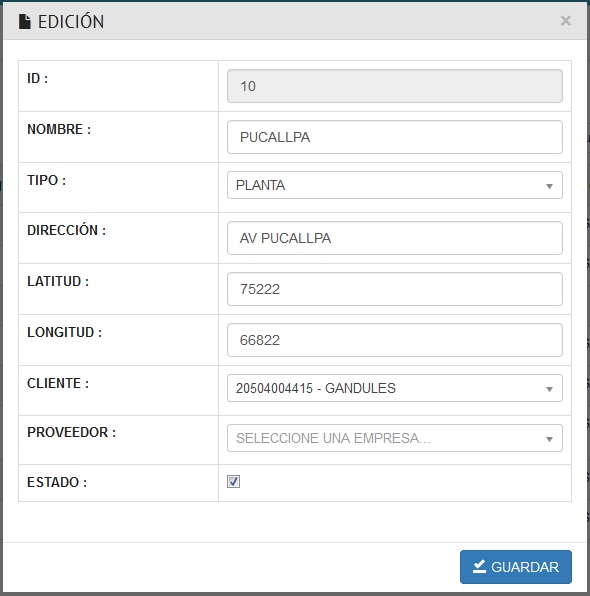 EDICIÓN ×
ID : 10
NOMBRE : PUCALLPA
TIPO : PLANTA
DIRECCIÓN : AV PUCALLPA
LATITUD : 75222
LONGITUD : 66822
CLIENTE : 20504004415 - GANDULES
PROVEEDOR : SELECCIONE UNA EMPRESA...
ESTADO :
GUARDAR